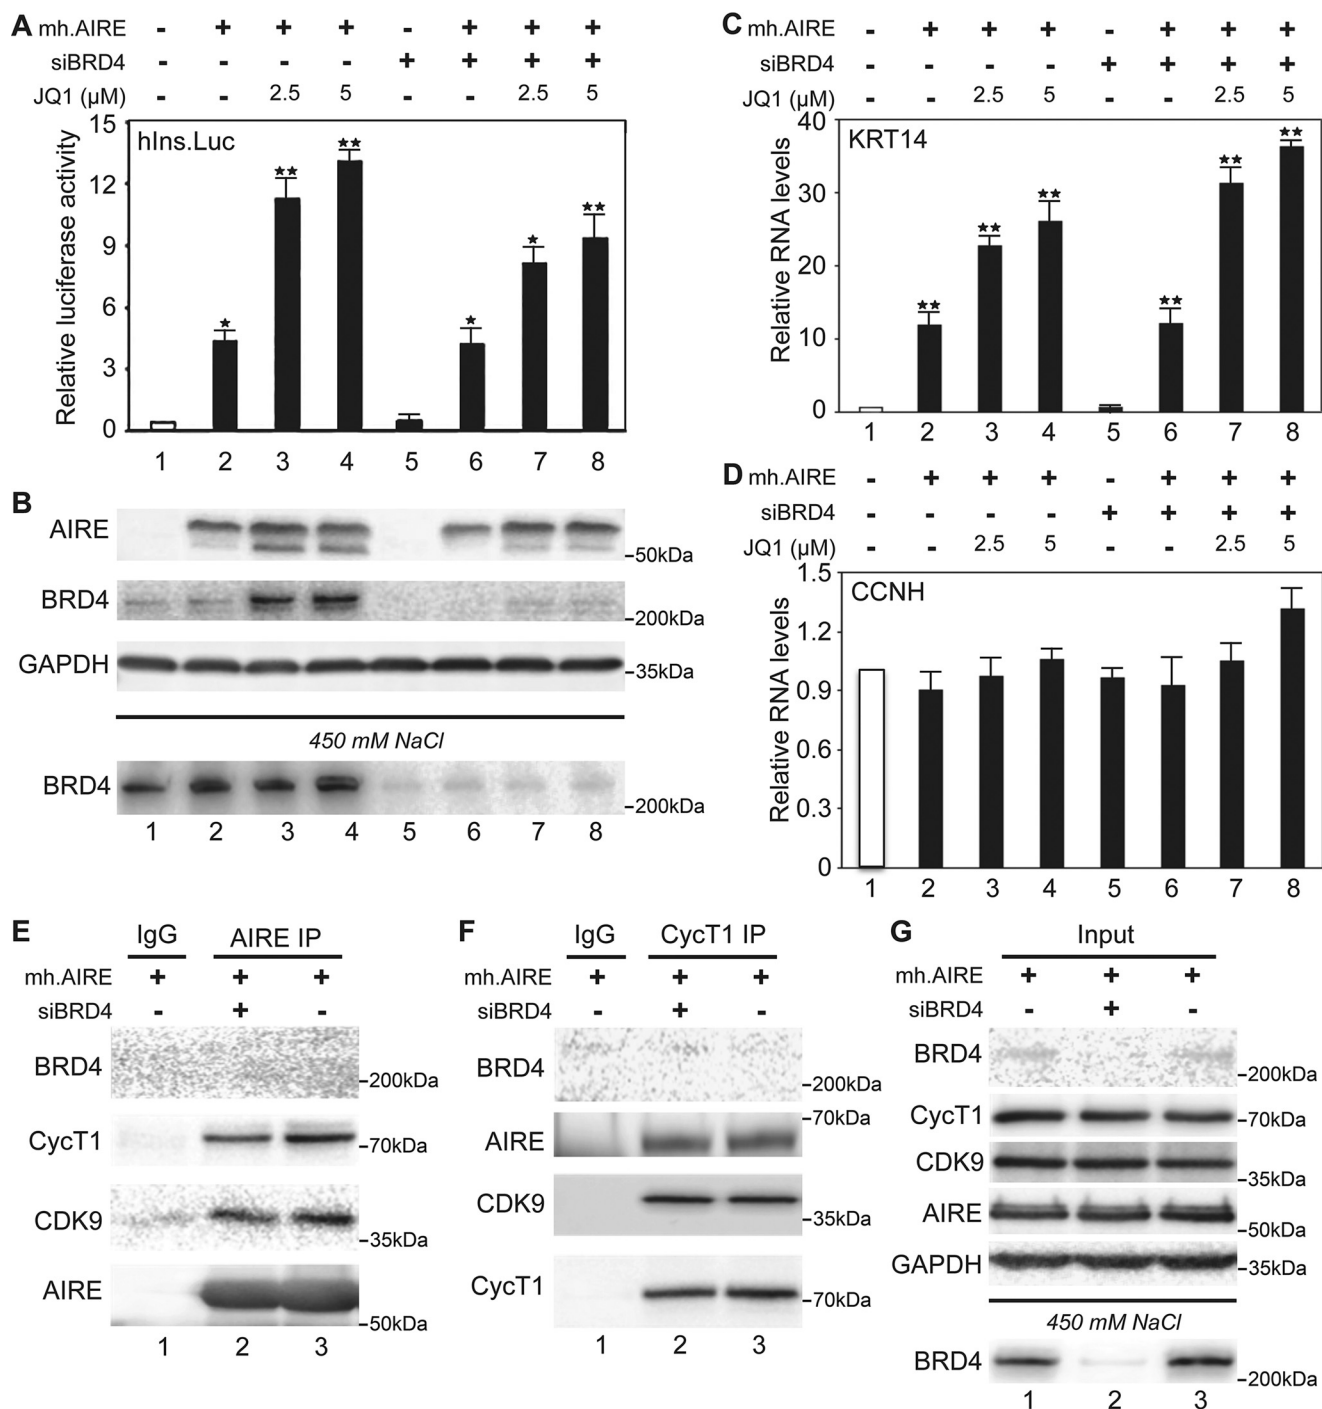 A mh.AIRE - + + + - + + +
siBRD4 - - - - + + + +
JQ1 (µM) - - 2.5 5 - - 2.5 5
Relative luciferase activity
hIns.Luc
15
12
9
6
3
0
★ ★★ ★★ ★ ★ ★★
1 2 3 4 5 6 7 8
B
AIRE
-50kDa
BRD4
-200kDa
GAPDH
-35kDa
450 mM NaCl
BRD4
-200kDa
1 2 3 4 5 6 7 8
C mh.AIRE - + + + - + + +
siBRD4 - - - - + + + +
JQ1 (µM) - - 2.5 5 - - 2.5 5
Relative RNA levels
KRT14
40
30
20
10
0
★★ ★★ ★★ ★★ ★★ ★★
1 2 3 4 5 6 7 8
D mh.AIRE - + + + - + + +
siBRD4 - - - - + + + +
JQ1 (µM) - - 2.5 5 - - 2.5 5
Relative RNA levels
CCNH
1.5
1.2
0.9
0.6
0.3
0
1 2 3 4 5 6 7 8
E IgG AIRE IP
mh.AIRE + + +
siBRD4 - + -
BRD4
-200kDa
CycT1
-70kDa
CDK9
-35kDa
AIRE
-50kDa
1 2 3
F IgG CycT1 IP
mh.AIRE + + +
siBRD4 - + -
BRD4
-200kDa
-70kDa
AIRE
CDK9
-35kDa
CycT1
-70kDa
1 2 3
G Input
mh.AIRE + + +
siBRD4 - + -
BRD4
-200kDa
CycT1
-70kDa
CDK9
-35kDa
AIRE
-50kDa
GAPDH
-35kDa
450 mM NaCl
BRD4
-200kDa
1 2 3